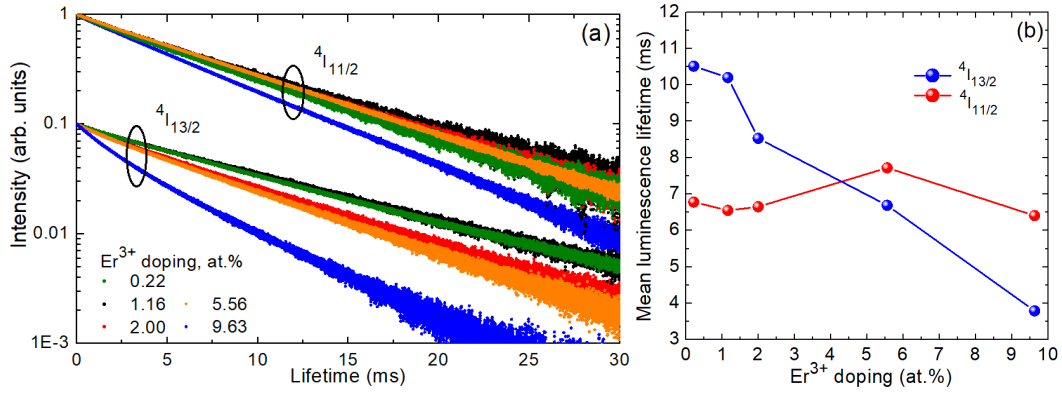 (a)
Intensity (arb. units)
1
0.1
0.01
1E-3
⁴I₁₁/₂
⁴I₁₃/₂
Er³⁺ doping, at.%
0.22
1.16 5.56
2.00 9.63
0 5 10 15 20 25 30
Lifetime (ms)
(b)
Mean luminescence lifetime (ms)
12
11
10
9
8
7
6
5
4
3
⁴I₁₃/₂
⁴I₁₁/₂
0 1 2 3 4 5 6 7 8 9 10
Er³⁺ doping (at.%)